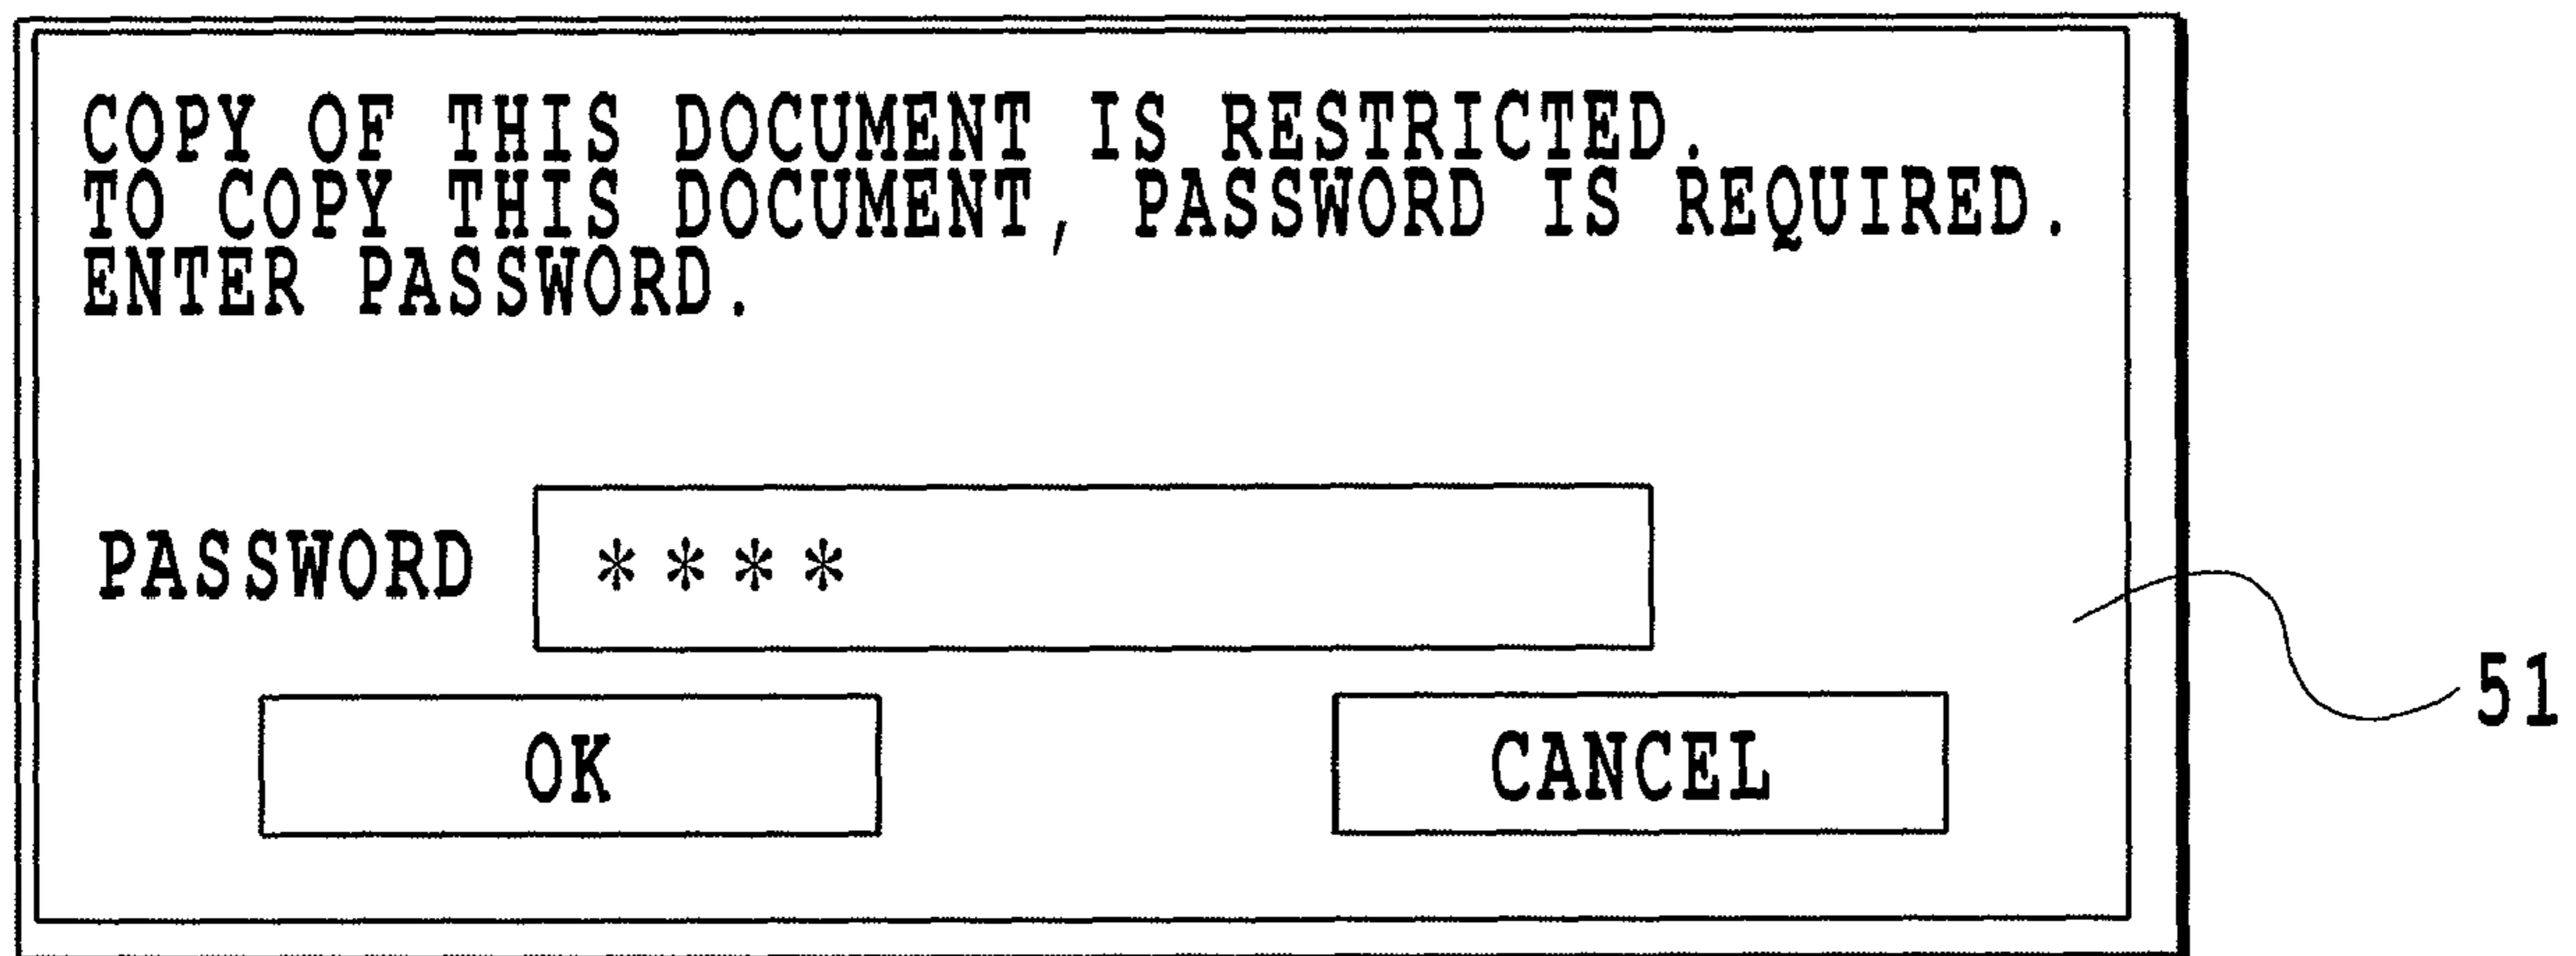 COPY OF THIS DOCUMENT IS RESTRICTED.
TO COPY THIS DOCUMENT, PASSWORD IS REQUIRED.
ENTER PASSWORD.
PASSWORD ****
51
OK CANCEL